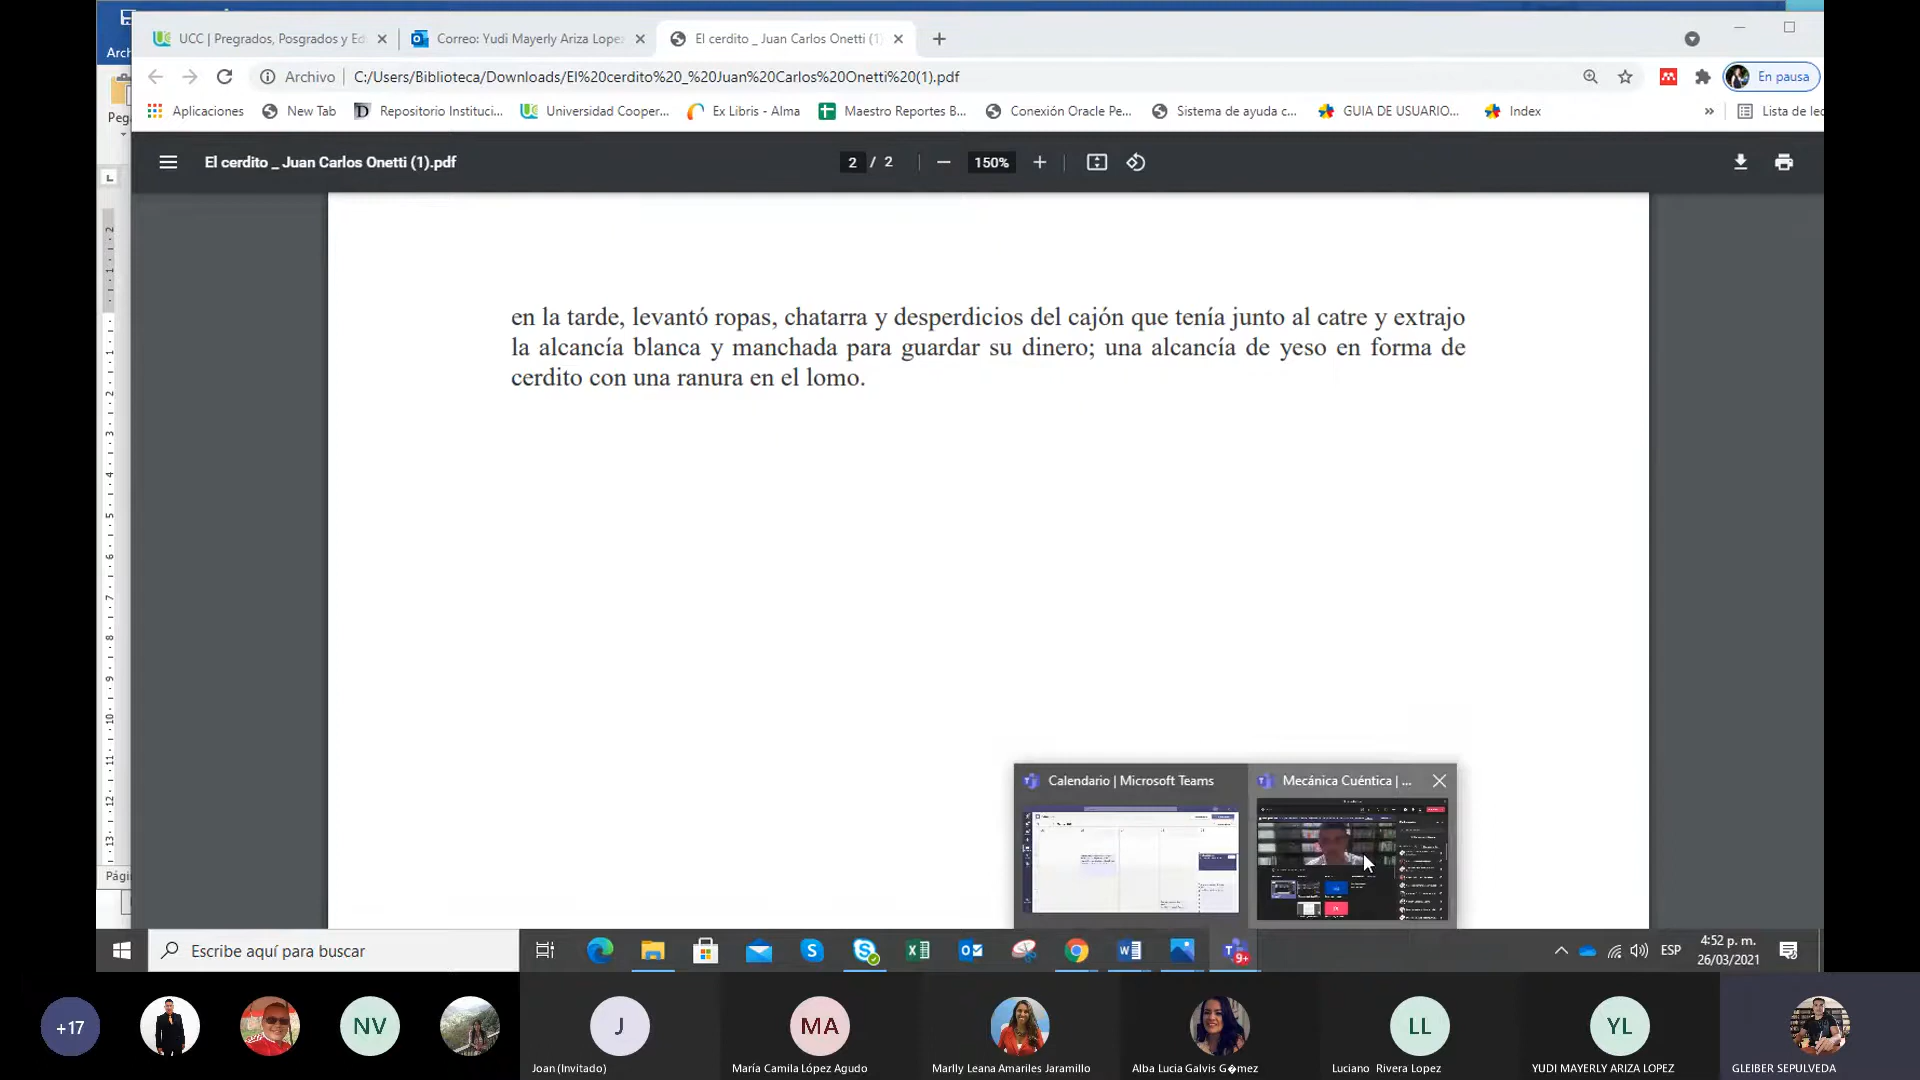 Arch
UCC | Pregrados, Posgrados y Ed
Correo: Yudi Mayerly Ariza Lope
El cerdito _ Juan Carlos Onetti (1)
Archivo
C:/Users/Biblioteca/Downloads/El%20cerdito%20_%20Juan%20Carlos%20Onetti%20(1).pdf
En pausa
Pega
Aplicaciones
New Tab
Repositorio Instituci...
Universidad Cooper...
Ex Libris - Alma
Maestro Reportes B...
Conexión Oracle Pe...
Sistema de ayuda c...
GUIA DE USUARIO...
Index
»
Lista de lec
El cerdito _ Juan Carlos Onetti (1).pdf
2 / 2
150%
en la tarde, levantó ropas, chatarra y desperdicios del cajón que tenía junto al catre y extrajo
la alcancía blanca y manchada para guardar su dinero; una alcancía de yeso en forma de
cerdito con una ranura en el lomo.
Calendario | Microsoft Teams
Mecánica Cuéntica | ...
Pági
Escribe aquí para buscar
9+
ESP
4:52 p. m.
26/03/2021
+17
NV
J
Joan (Invitado)
MA
María Camila López Agudo
Marlly Leana Amariles Jaramillo
Alba Lucia Galvis G�mez
LL
Luciano Rivera Lopez
YL
YUDI MAYERLY ARIZA LOPEZ
GLEIBER SEPULVEDA